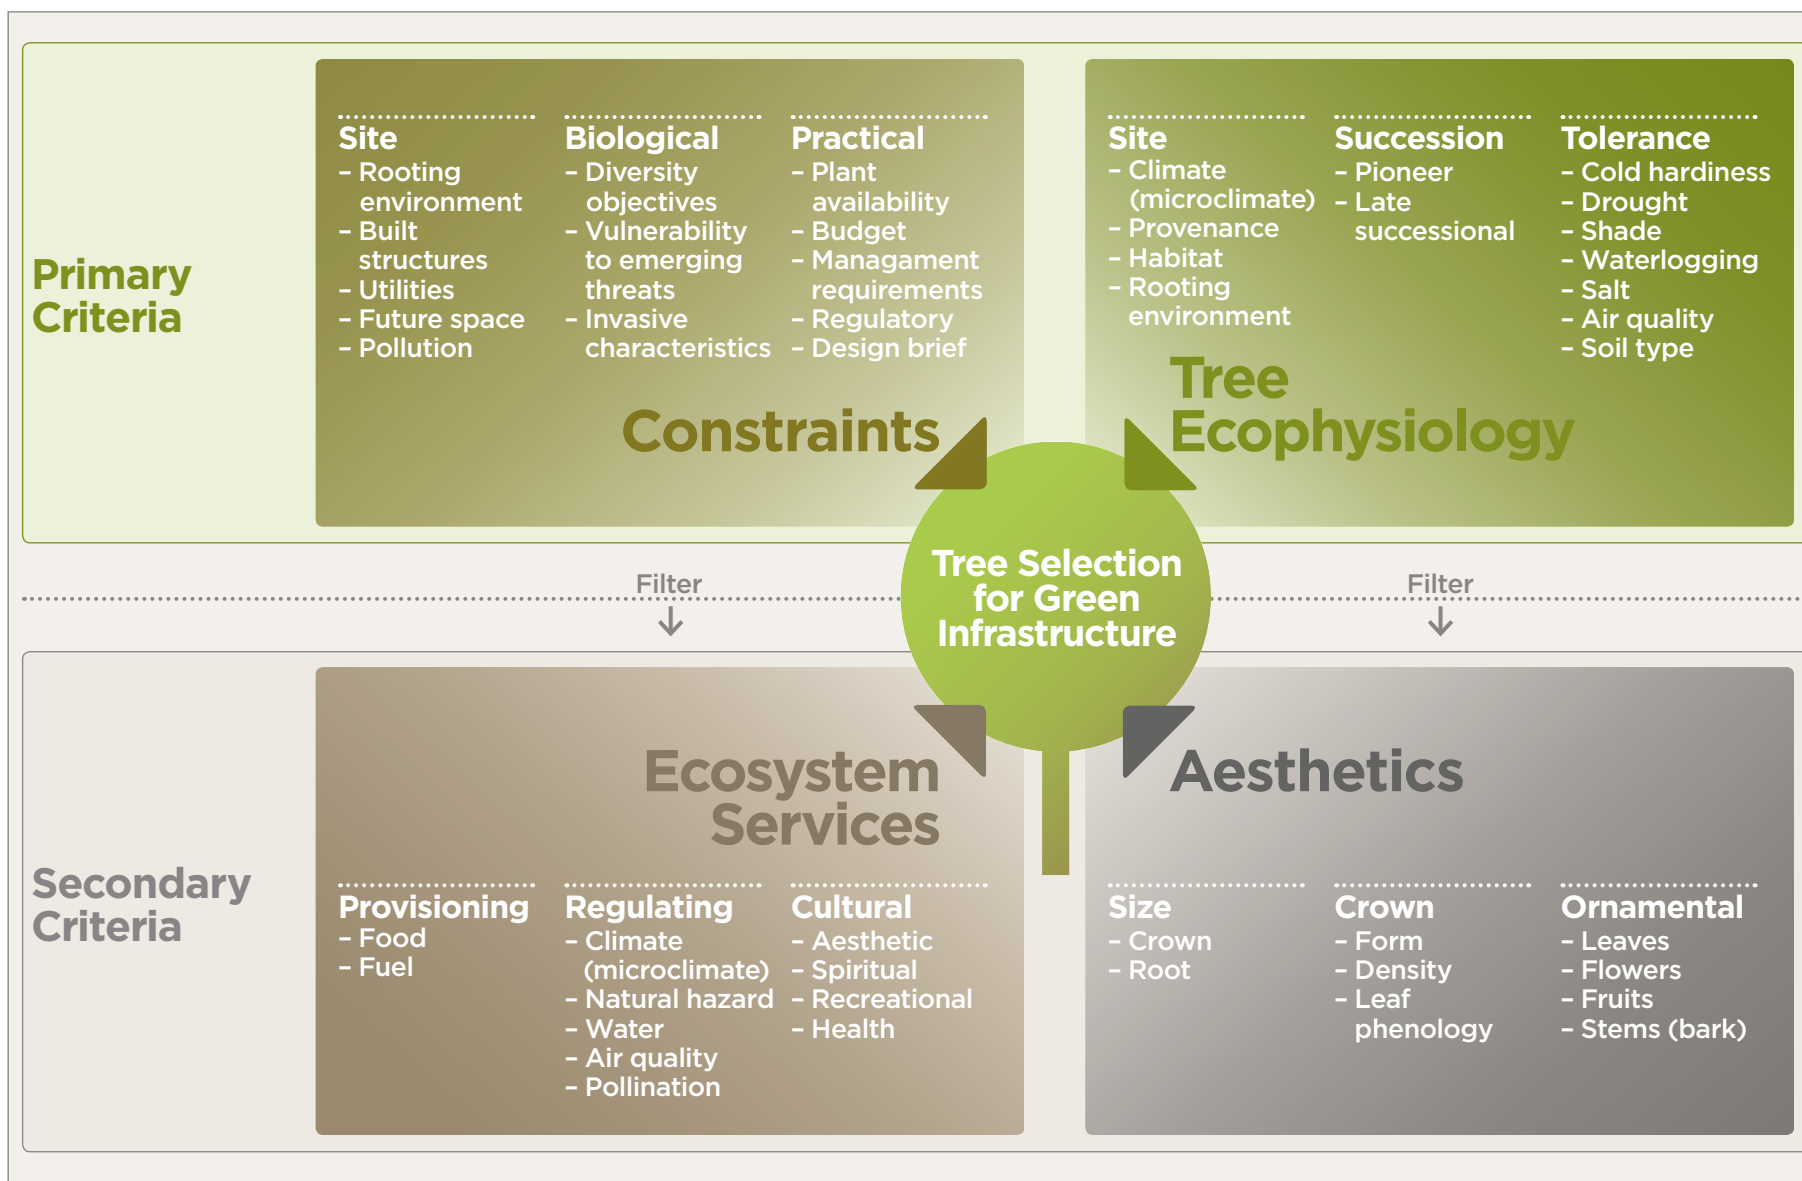 Primary
Criteria
Site
– Rooting
environment
– Built
structures
– Utilities
– Future space
– Pollution
Biological
– Diversity
objectives
– Vulnerability
to emerging
threats
– Invasive
characteristics
Practical
– Plant
availability
– Budget
– Managament
requirements
– Regulatory
– Design brief
Constraints
Site
– Climate
(microclimate)
– Provenance
– Habitat
– Rooting
environment
Succession
– Pioneer
– Late
successional
Tolerance
– Cold hardiness
– Drought
– Shade
– Waterlogging
– Salt
– Air quality
– Soil type
Tree
Ecophysiology
Tree Selection
for Green
Infrastructure
Filter
Filter
Secondary
Criteria
Ecosystem
Services
Provisioning
– Food
– Fuel
Regulating
– Climate
(microclimate)
– Natural hazard
– Water
– Air quality
– Pollination
Cultural
– Aesthetic
– Spiritual
– Recreational
– Health
Aesthetics
Size
– Crown
– Root
Crown
– Form
– Density
– Leaf
phenology
Ornamental
– Leaves
– Flowers
– Fruits
– Stems (bark)